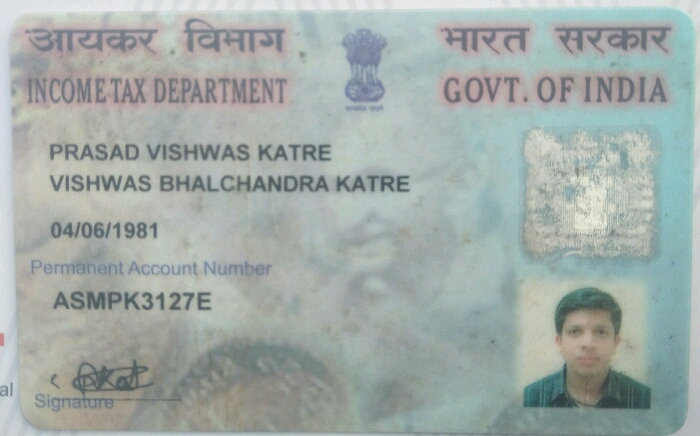 आयकर विभाग
भारत सरकार
INCOME TAX DEPARTMENT
GOVT. OF INDIA
PRASAD VISHWAS KATRE
VISHWAS BHALCHANDRA KATRE
04/06/1981
Permanent Account Number
ASMPK3127E
Signature
al